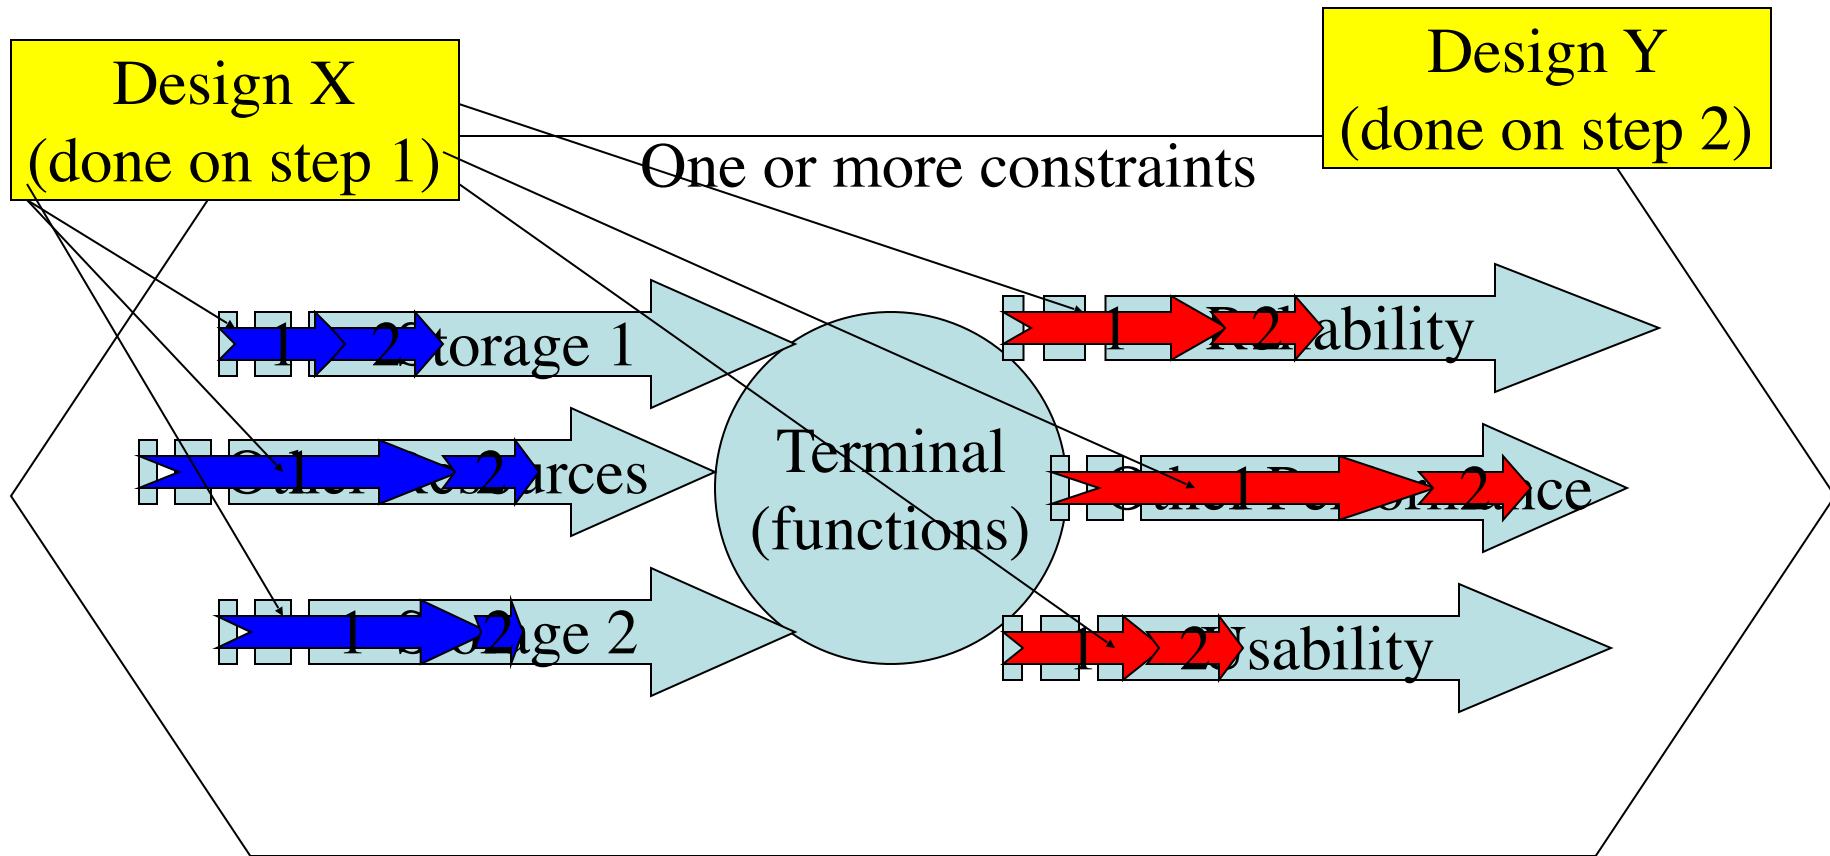 Design X
(done on step 1)
Design Y
(done on step 2)
One or more constraints
1 2 Storage 1
1 2 Reliability
Terminal
(functions)
1 2 Other Resources
1 2 Other Performance
1 2 Storage 2
1 2 Usability